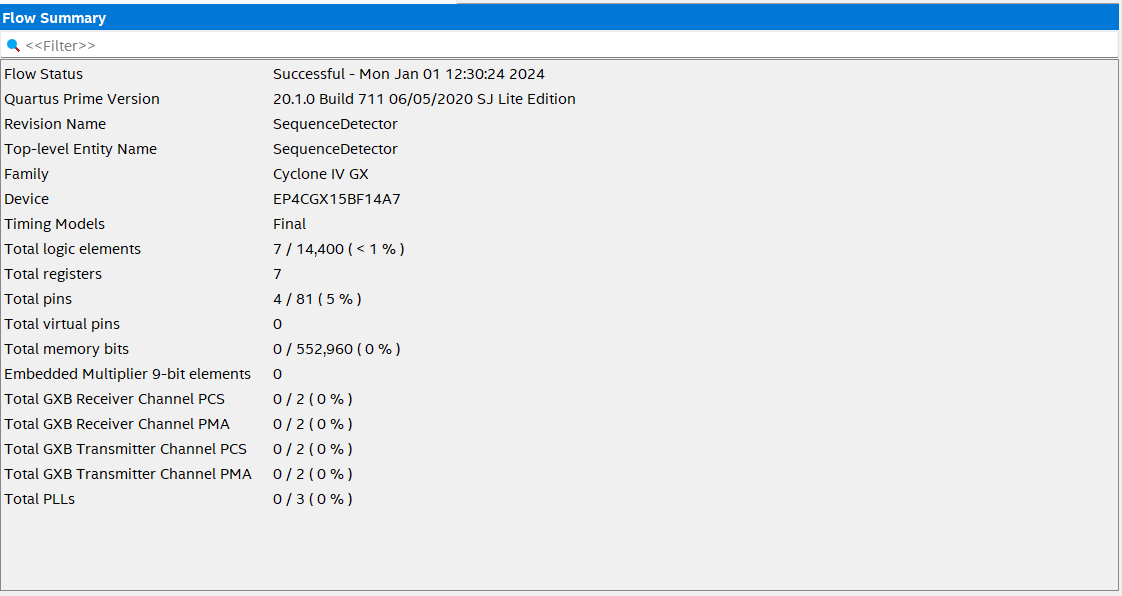 Flow Summary
<<Filter>>
Flow Status Successful - Mon Jan 01 12:30:24 2024
Quartus Prime Version 20.1.0 Build 711 06/05/2020 SJ Lite Edition
Revision Name SequenceDetector
Top-level Entity Name SequenceDetector
Family Cyclone IV GX
Device EP4CGX15BF14A7
Timing Models Final
Total logic elements 7 / 14,400 ( < 1 % )
Total registers 7
Total pins 4 / 81 ( 5 % )
Total virtual pins 0
Total memory bits 0 / 552,960 ( 0 % )
Embedded Multiplier 9-bit elements 0
Total GXB Receiver Channel PCS 0 / 2 ( 0 % )
Total GXB Receiver Channel PMA 0 / 2 ( 0 % )
Total GXB Transmitter Channel PCS 0 / 2 ( 0 % )
Total GXB Transmitter Channel PMA 0 / 2 ( 0 % )
Total PLLs 0 / 3 ( 0 % )